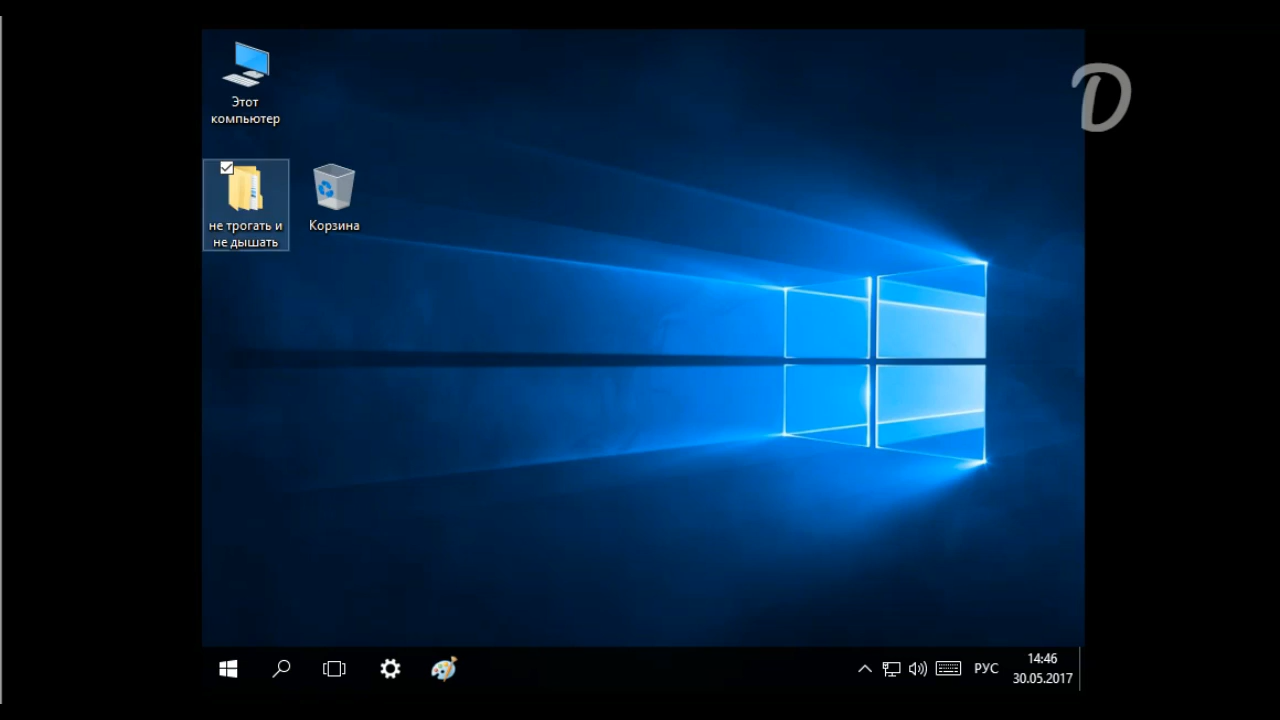 Этот
компьютер
не трогать и
не дышать
Корзина
D
РУС
14:46
30.05.2017